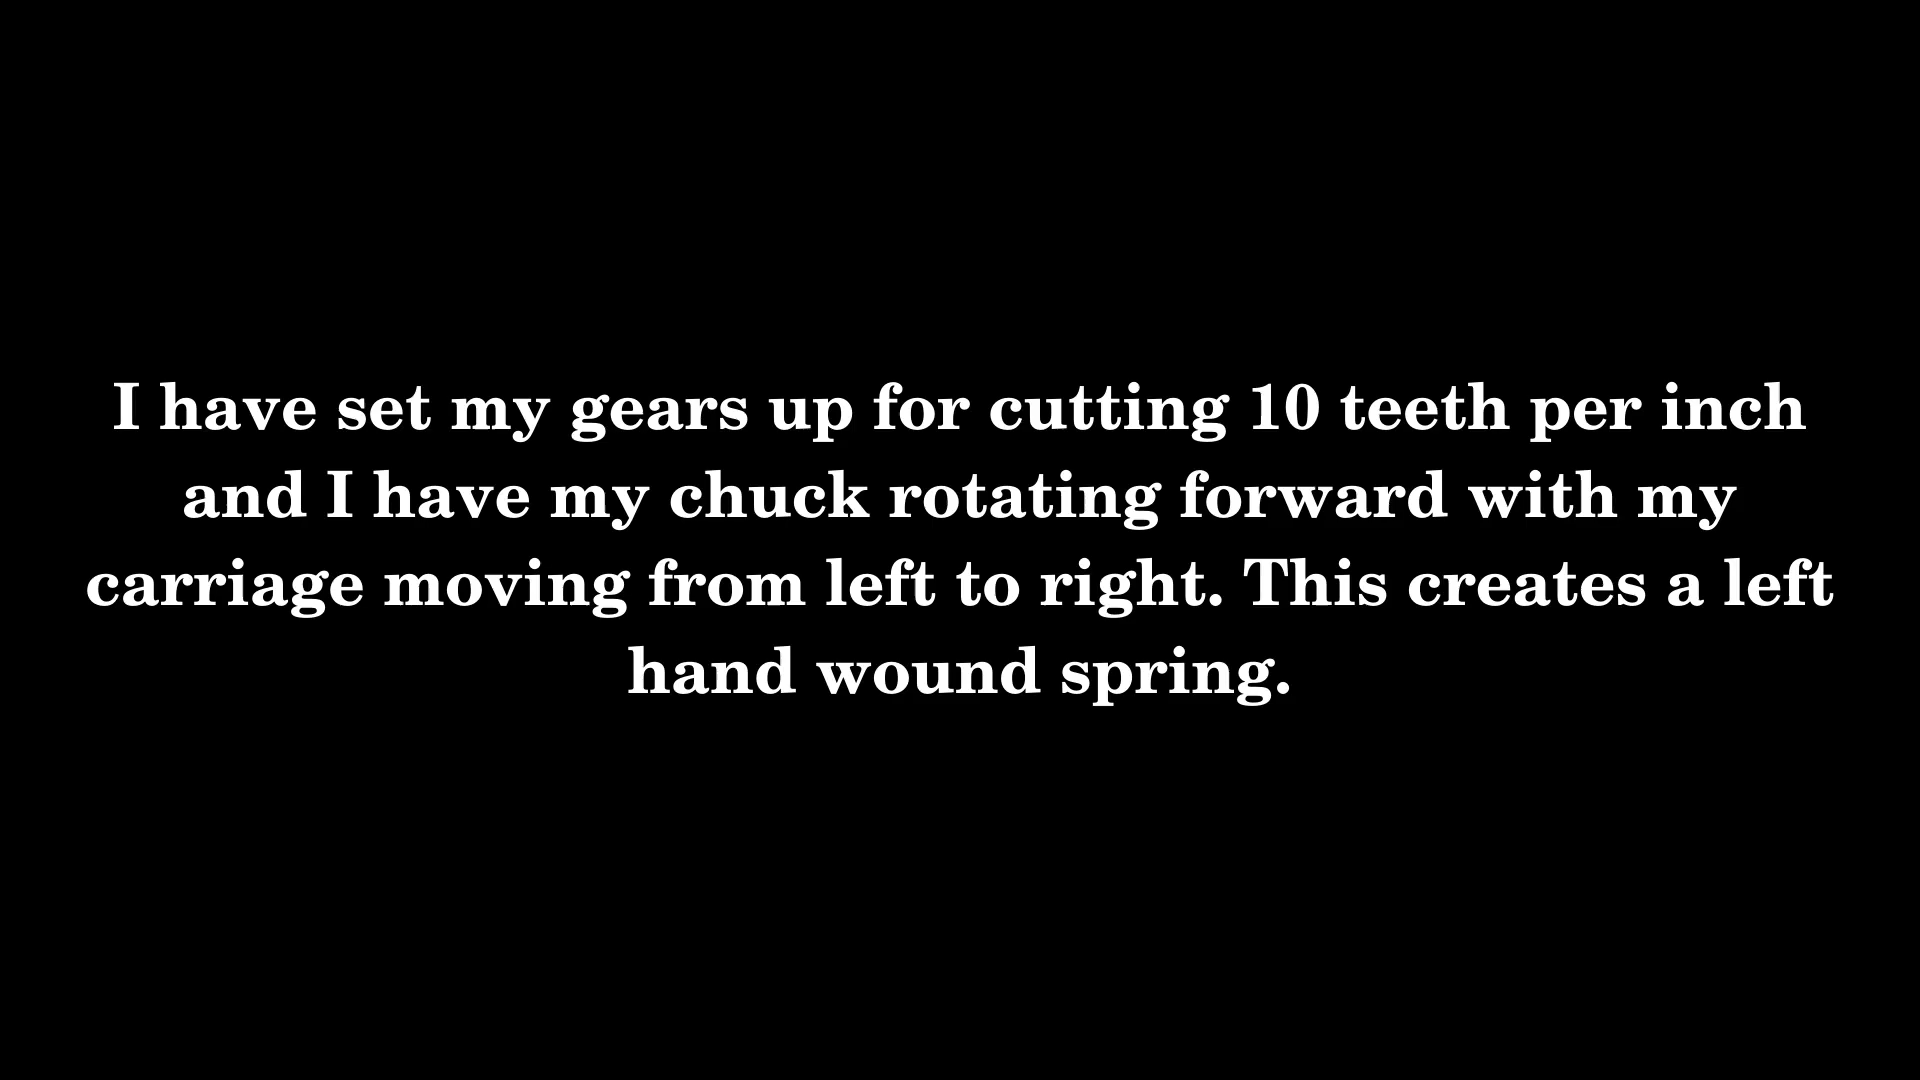 I have set my gears up for cutting 10 teeth per inch
and I have my chuck rotating forward with my
carriage moving from left to right. This creates a left
hand wound spring.